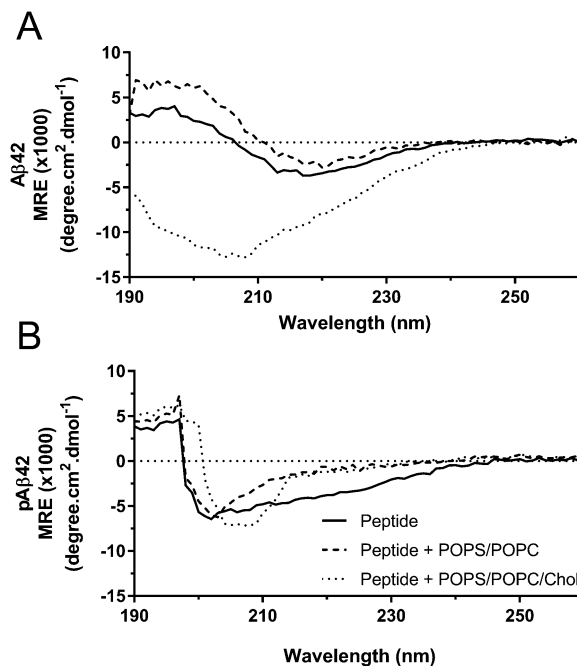 A
Aβ42
MRE (x1000)
(degree.cm².dmol⁻¹)
10
5
0
-5
-10
-15
190
210
230
250
Wavelength (nm)
B
pAβ42
MRE (x1000)
(degree.cm².dmol⁻¹)
10
5
0
-5
-10
-15
Peptide
Peptide + POPS/POPC
Peptide + POPS/POPC/Chol
190
210
230
250
Wavelength (nm)